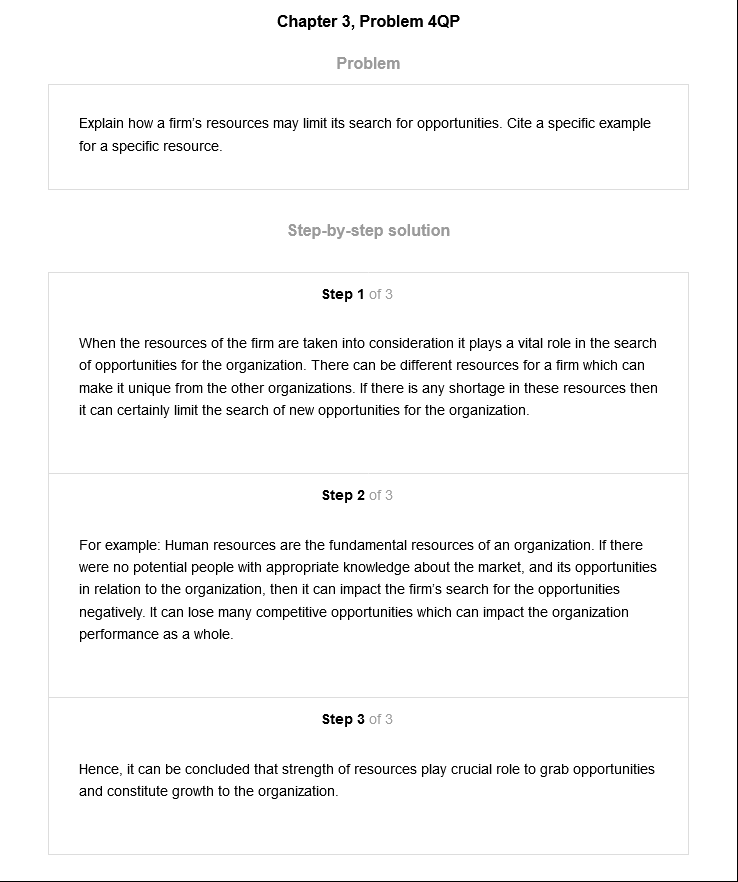 Chapter 3, Problem 4QP
Problem
Explain how a firm's resources may limit its search for opportunities. Cite a specific example
for a specific resource.
Step-by-step solution
Step 1 of 3
When the resources of the firm are taken into consideration it plays a vital role in the search
of opportunities for the organization. There can be different resources for a firm which can
make it unique from the other organizations. If there is any shortage in these resources then
it can certainly limit the search of new opportunities for the organization.
Step 2 of 3
For example: Human resources are the fundamental resources of an organization. If there
were no potential people with appropriate knowledge about the market, and its opportunities
in relation to the organization, then it can impact the firm's search for the opportunities
negatively. It can lose many competitive opportunities which can impact the organization
performance as a whole.
Step 3 of 3
Hence, it can be concluded that strength of resources play crucial role to grab opportunities
and constitute growth to the organization.